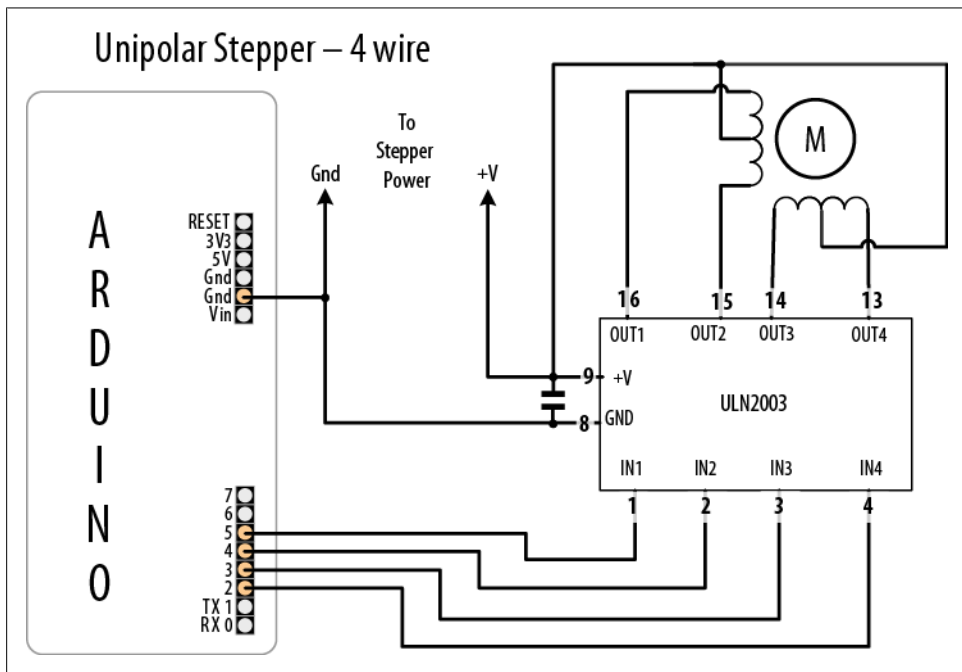 Unipolar Stepper – 4 wire
To
Stepper
Power
Gnd
+V
M
ARDUINO
RESET
3V3
5V
Gnd
Gnd
Vin
16
15
14
13
OUT1
OUT2
OUT3
OUT4
9
+V
ULN2003
8
GND
IN1
IN2
IN3
IN4
1
2
3
4
7
6
5
4
3
2
TX 1
RX 0